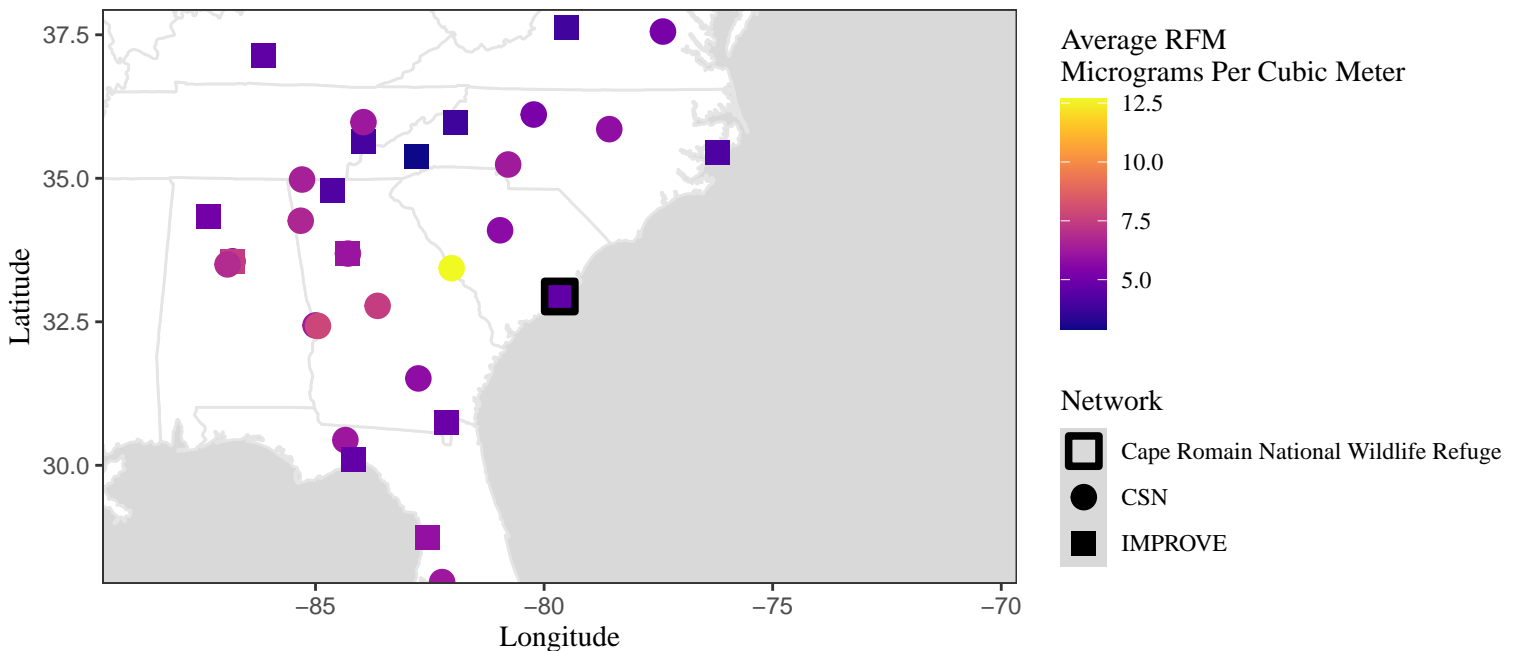 37.5
35.0
32.5
30.0
Latitude
−85
−80
−75
−70
Longitude
Average RFM
Micrograms Per Cubic Meter
12.5
10.0
7.5
5.0
Network
Cape Romain National Wildlife Refuge
CSN
IMPROVE